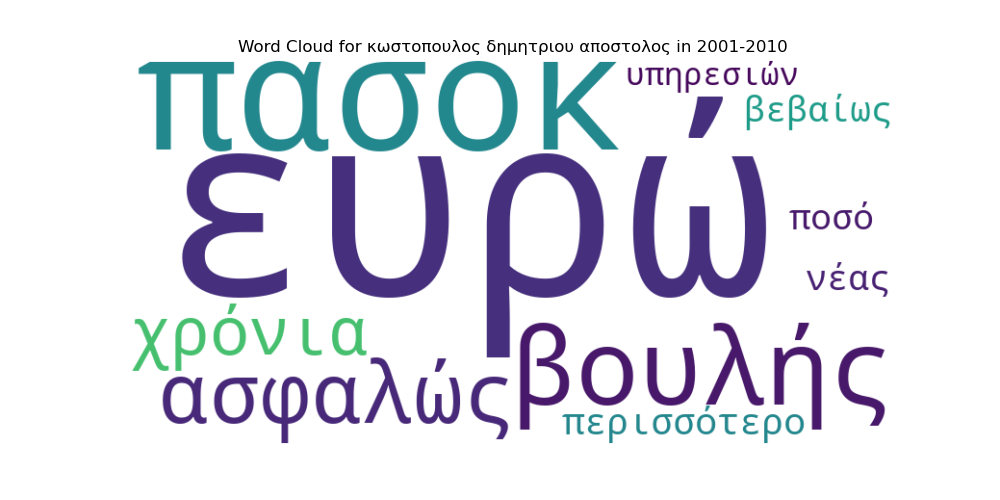 Word Cloud for κωστοπουλος δημητριου αποστολος in 2001-2010
πασοκ
υπηρεσιών
βεβαίως
ευρώ
ποσό
νέας
χρόνια
βουλής
ασφαλώς
περισσότερο